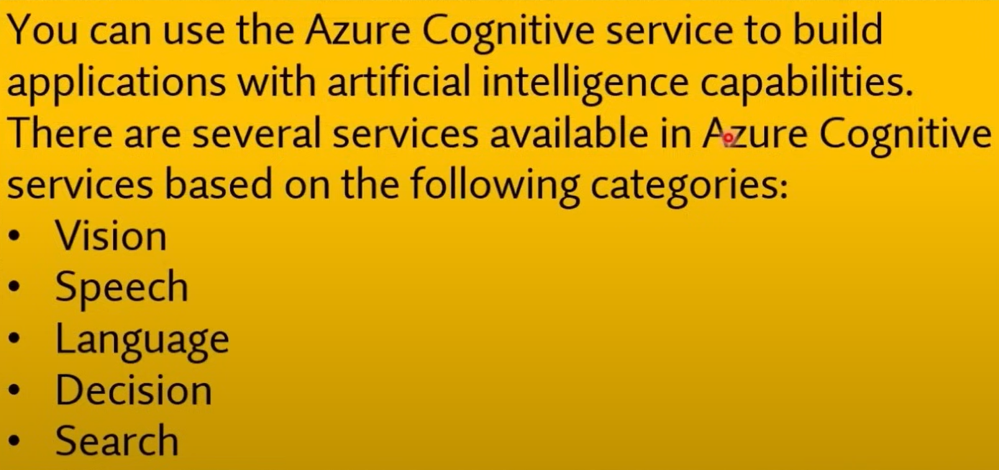 You can use the Azure Cognitive service to build
applications with artificial intelligence capabilities.
There are several services available in Azure Cognitive
services based on the following categories:
• Vision
• Speech
• Language
• Decision
• Search